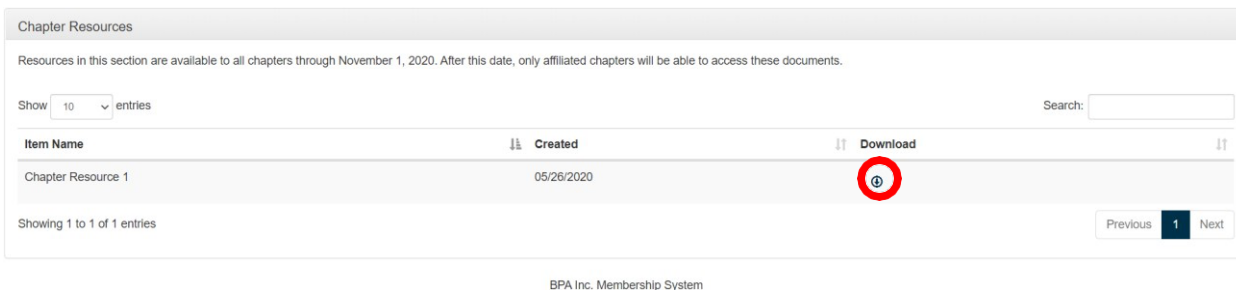 Chapter Resources
Resources in this section are available to all chapters through November 1, 2020. After this date, only affiliated chapters will be able to access these documents.
Show 10 entries Search:
Item Name Created Download
Chapter Resource 1 05/26/2020
Showing 1 to 1 of 1 entries Previous 1 Next
BPA Inc. Membership System